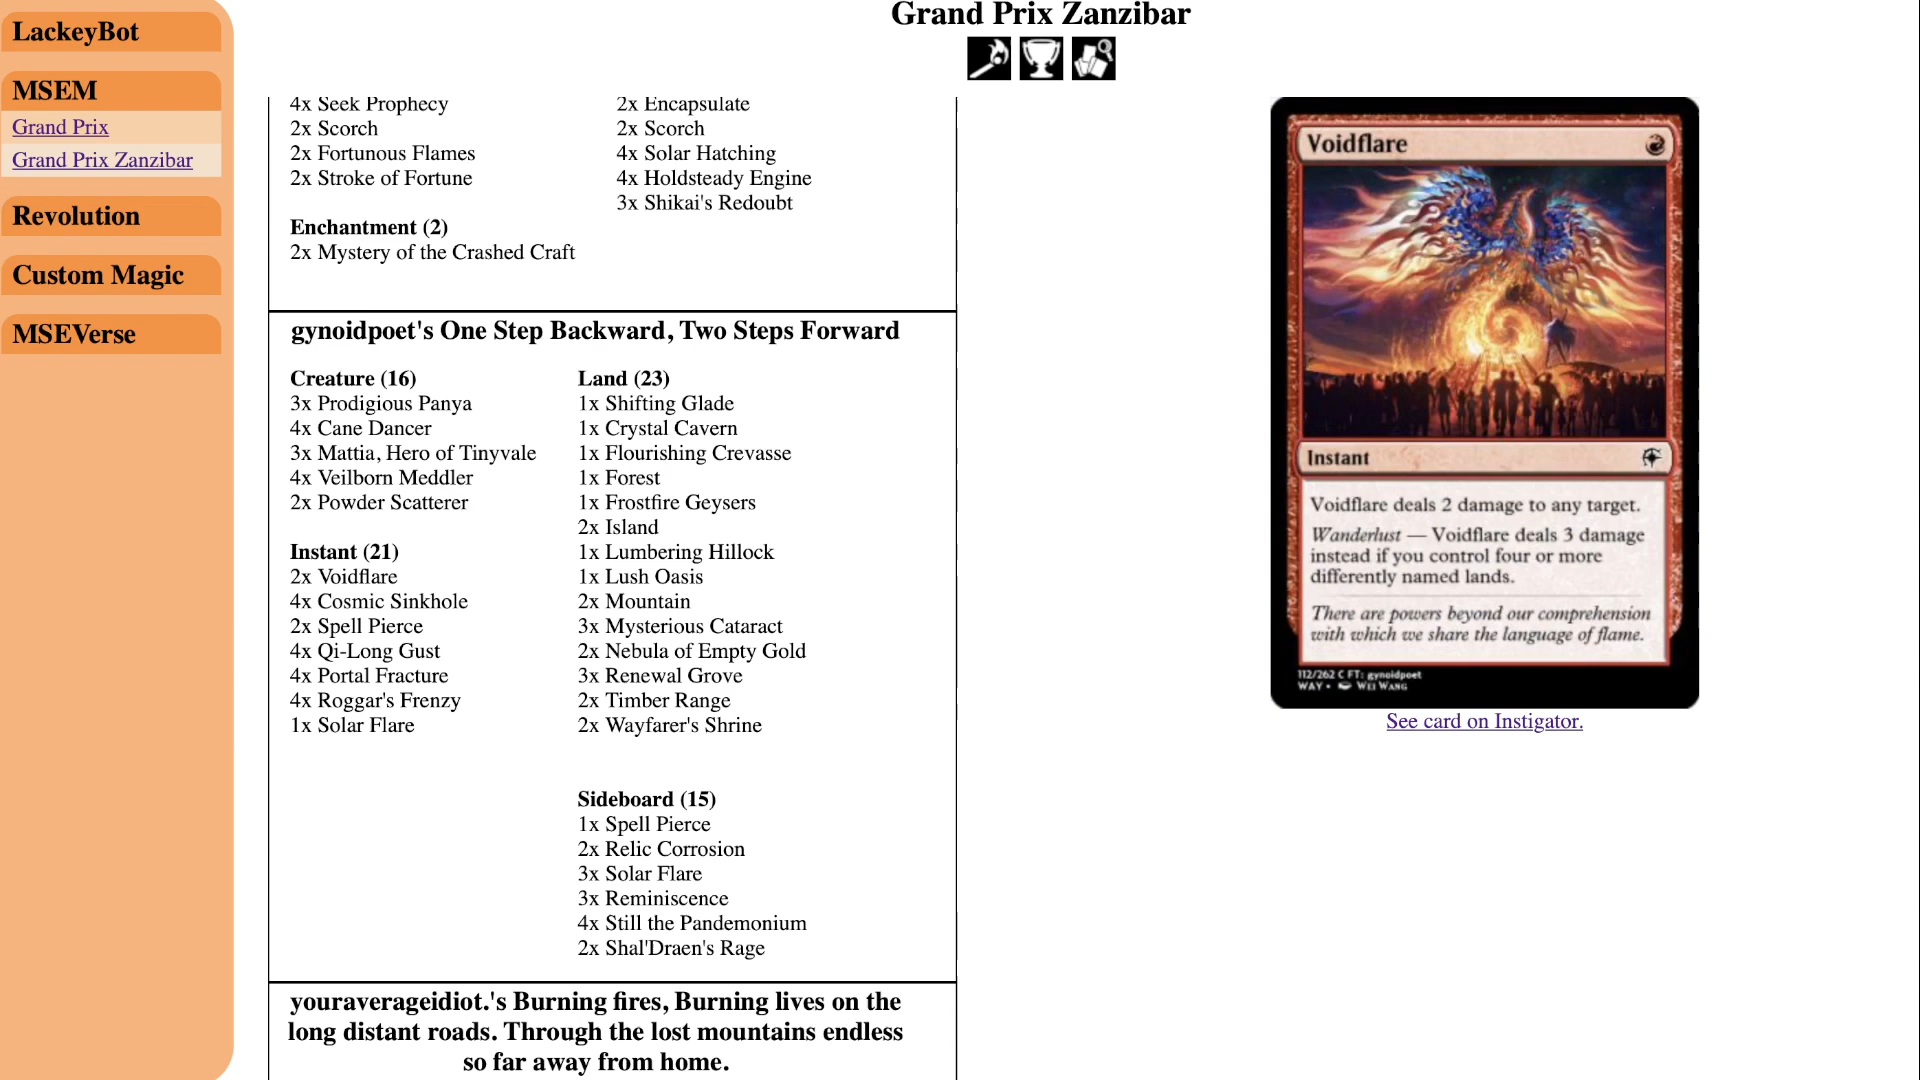 Grand Prix Zanzibar
LackeyBot
MSEM
Grand Prix
Grand Prix Zanzibar
Revolution
Custom Magic
MSEVerse
4x Seek Prophecy
2x Scorch
2x Fortunous Flames
2x Stroke of Fortune
Enchantment (2)
2x Mystery of the Crashed Craft
2x Encapsulate
2x Scorch
4x Solar Hatching
4x Holdsteady Engine
3x Shikai's Redoubt
gynoidpoet's One Step Backward, Two Steps Forward
Creature (16)
3x Prodigious Panya
4x Cane Dancer
3x Mattia, Hero of Tinyvale
4x Veilborn Meddler
2x Powder Scatterer
Instant (21)
2x Voidflare
4x Cosmic Sinkhole
2x Spell Pierce
4x Qi-Long Gust
4x Portal Fracture
4x Roggar's Frenzy
1x Solar Flare
Land (23)
1x Shifting Glade
1x Crystal Cavern
1x Flourishing Crevasse
1x Forest
1x Frostfire Geysers
2x Island
1x Lumbering Hillock
1x Lush Oasis
2x Mountain
3x Mysterious Cataract
2x Nebula of Empty Gold
3x Renewal Grove
2x Timber Range
2x Wayfarer's Shrine
Sideboard (15)
1x Spell Pierce
2x Relic Corrosion
3x Solar Flare
3x Reminiscence
4x Still the Pandemonium
2x Shal'Draen's Rage
youraverageidiot.'s Burning fires, Burning lives on the
long distant roads. Through the lost mountains endless
so far away from home.
Voidflare
Instant
Voidflare deals 2 damage to any target.
Wanderlust — Voidflare deals 3 damage
instead if you control four or more
differently named lands.
There are powers beyond our comprehension
with which we share the language of flame.
112/262 C FT: gynoidpoet
WAY • Wei Wang
See card on Instigator.